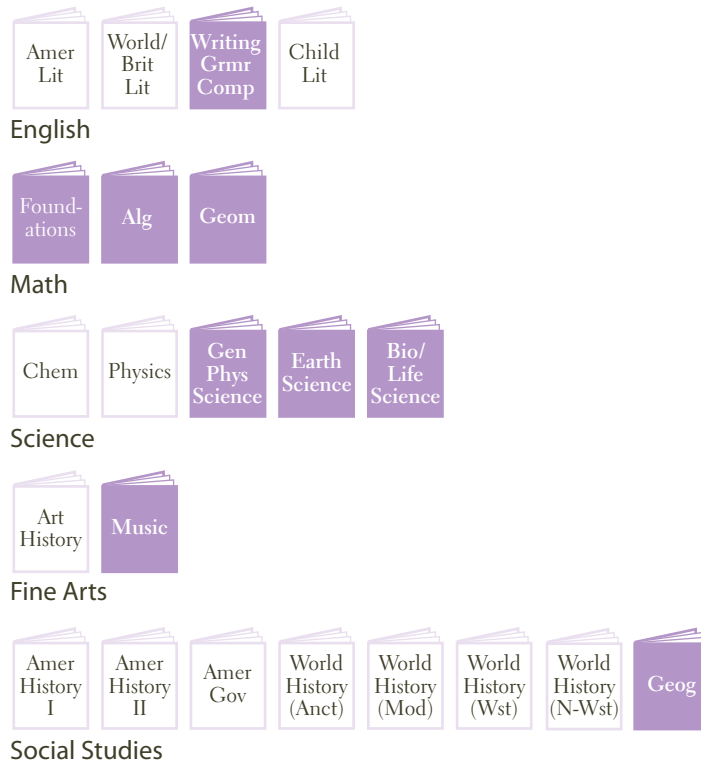 Amer
Lit
World/
Brit
Lit
Writing
Grmr
Comp
Child
Lit
English
Found-
ations
Alg
Geom
Math
Chem
Physics
Gen
Phys
Science
Earth
Science
Bio/
Life
Science
Science
Art
History
Music
Fine Arts
Amer
History
I
Amer
History
II
Amer
Gov
World
History
(Anct)
World
History
(Mod)
World
History
(Wst)
World
History
(N-Wst)
Geog
Social Studies